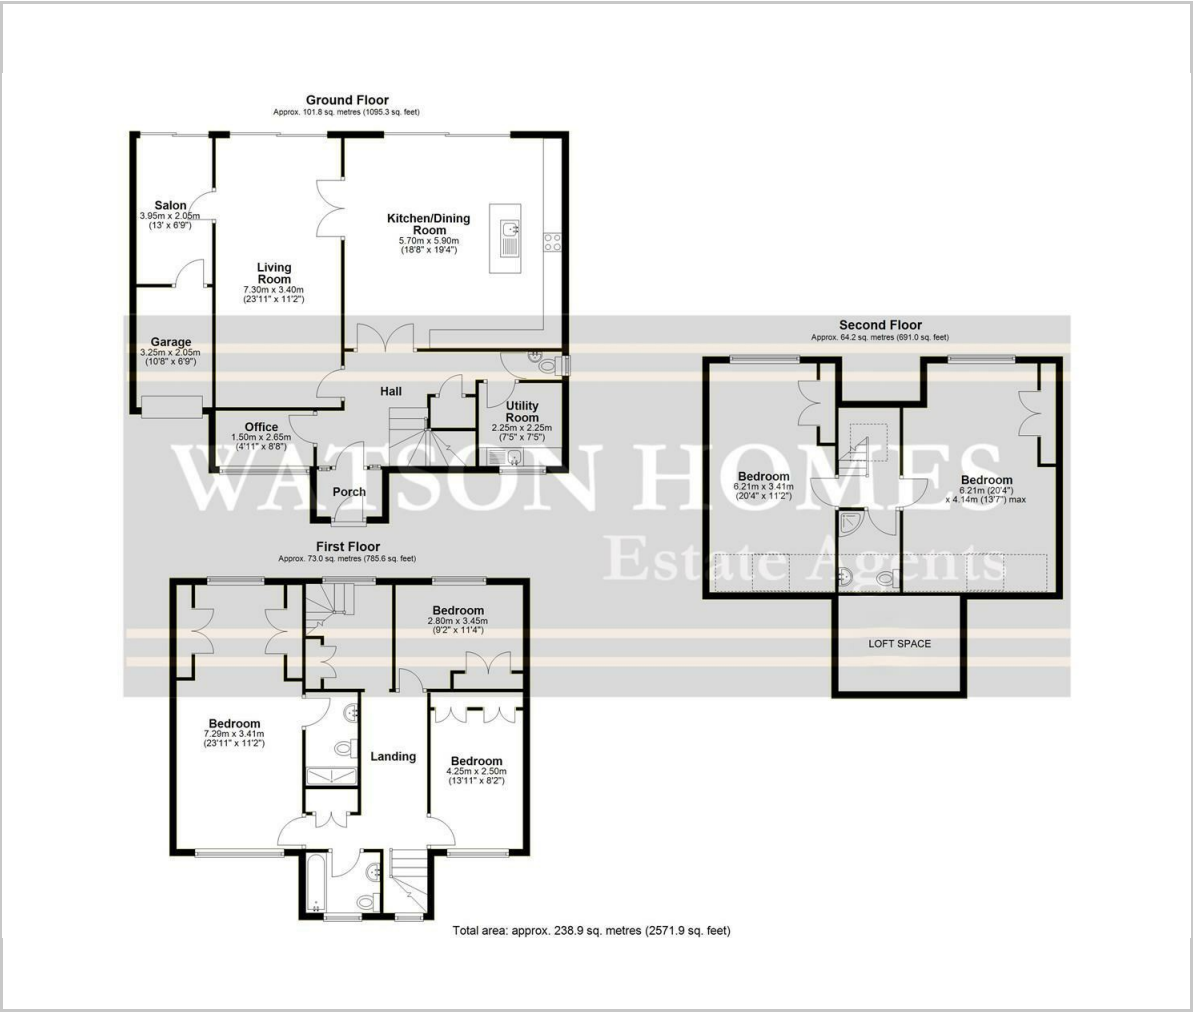 Ground Floor
Approx. 101.8 sq. metres (1095.3 sq. feet)
Salon
3.95m x 2.05m
(13' x 6'9")
Living
Room
7.30m x 3.40m
(23'11" x 11'2")
Kitchen/Dining
Room
5.70m x 5.90m
(18'8" x 19'4")
Garage
3.25m x 2.05m
(10'8" x 6'9")
Hall
Office
1.50m x 2.65m
(4'11" x 8'8")
Utility
Room
2.25m x 2.25m
(7'5" x 7'5")
Porch
Second Floor
Approx. 64.2 sq. metres (691.0 sq. feet)
Bedroom
6.21m x 3.41m
(20'4" x 11'2")
Bedroom
6.21m (20'4")
x 4.14m (13'7") max
LOFT SPACE
WATSON HOMES
Estate Agents
First Floor
Approx. 73.0 sq. metres (785.6 sq. feet)
Bedroom
2.80m x 3.45m
(9'2" x 11'4")
Bedroom
7.29m x 3.41m
(23'11" x 11'2")
Landing
Bedroom
4.25m x 2.50m
(13'11" x 8'2")
Total area: approx. 238.9 sq. metres (2571.9 sq. feet)